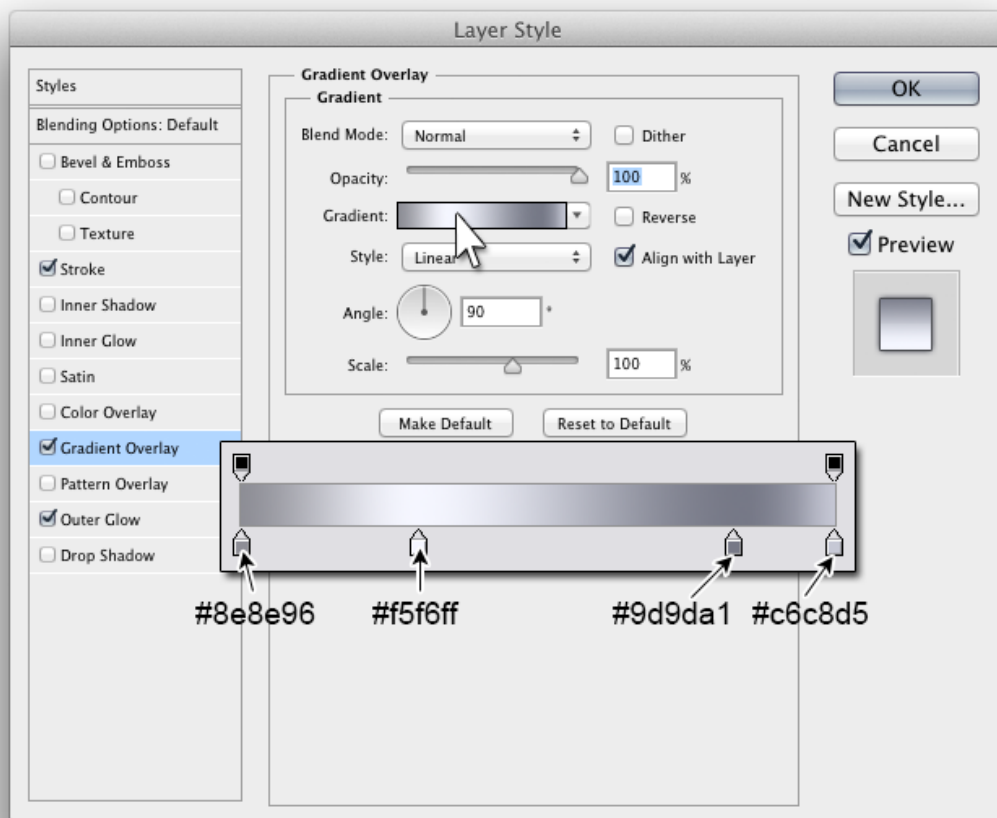 Layer Style
Styles
Blending Options: Default
Bevel & Emboss
Contour
Texture
Stroke
Inner Shadow
Inner Glow
Satin
Color Overlay
Gradient Overlay
Pattern Overlay
Outer Glow
Drop Shadow
Gradient Overlay
Gradient
Blend Mode: Normal Dither
Opacity: 100 %
Gradient: Reverse
Style: Linear Align with Layer
Angle: 90 °
Scale: 100 %
Make Default Reset to Default
OK
Cancel
New Style...
Preview
#8e8e96 #f5f6ff #9d9da1 #c6c8d5